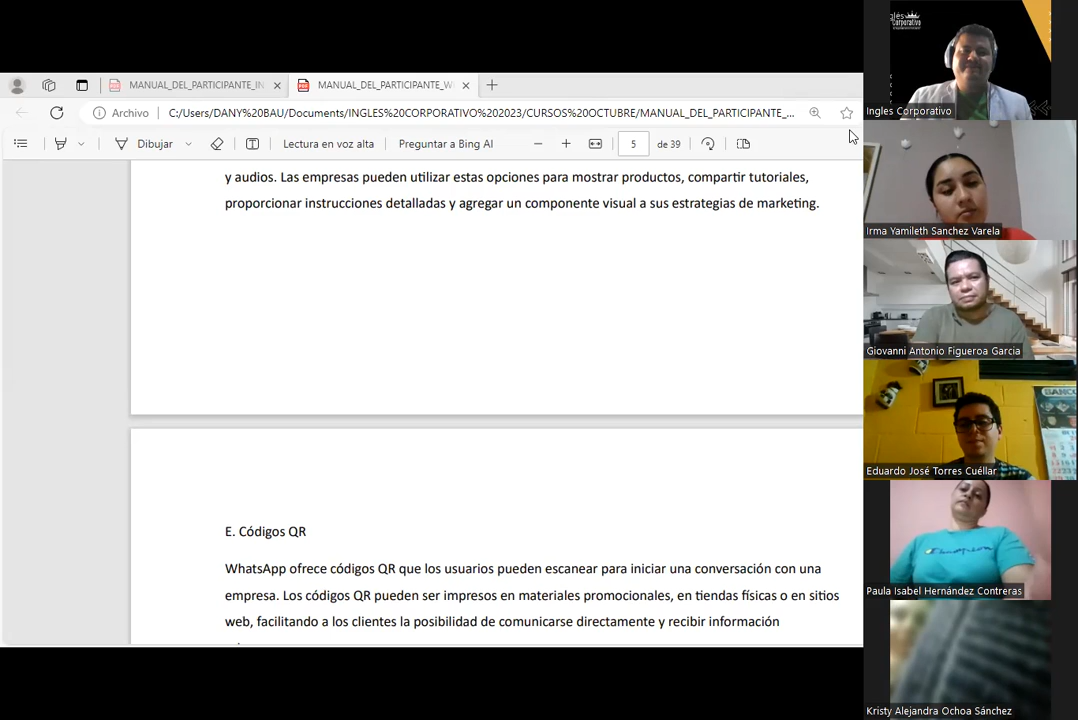 MANUAL_DEL_PARTICIPANTE_IN
MANUAL_DEL_PARTICIPANTE_W
Archivo
C:/Users/DANY%20BAU/Documents/INGLES%20CORPORATIVO%202023/CURSOS%20OCTUBRE/MANUAL_DEL_PARTICIPANTE_...
Dibujar
Lectura en voz alta
Preguntar a Bing AI
5
de 39
y audios. Las empresas pueden utilizar estas opciones para mostrar productos, compartir tutoriales,
proporcionar instrucciones detalladas y agregar un componente visual a sus estrategias de marketing.
E. Códigos QR
WhatsApp ofrece códigos QR que los usuarios pueden escanear para iniciar una conversación con una
empresa. Los códigos QR pueden ser impresos en materiales promocionales, en tiendas físicas o en sitios
web, facilitando a los clientes la posibilidad de comunicarse directamente y recibir información
Corporativo
Ingles Corporativo
Irma Yamileth Sanchez Varela
Giovanni Antonio Figueroa Garcia
Eduardo José Torres Cuéllar
Champion
Paula Isabel Hernández Contreras
Kristy Alejandra Ochoa Sánchez